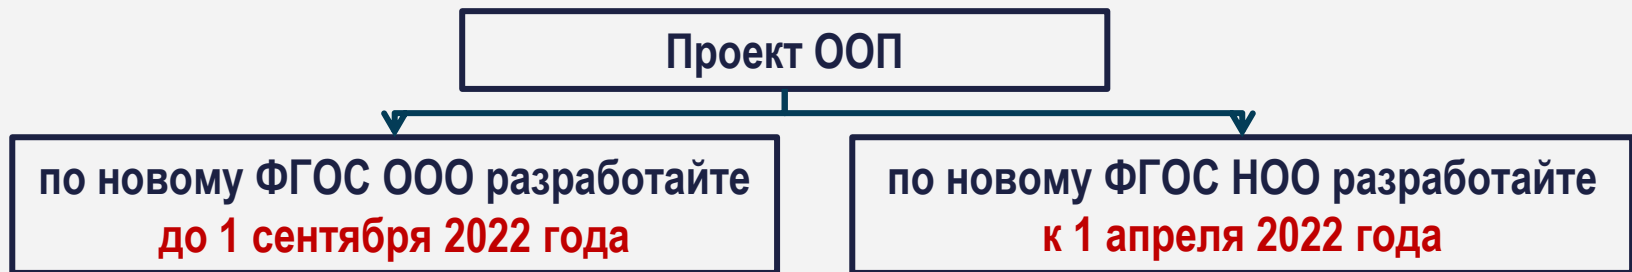 Проект ООП
по новому ФГОС ООО разработайте
до 1 сентября 2022 года
по новому ФГОС НОО разработайте
к 1 апреля 2022 года